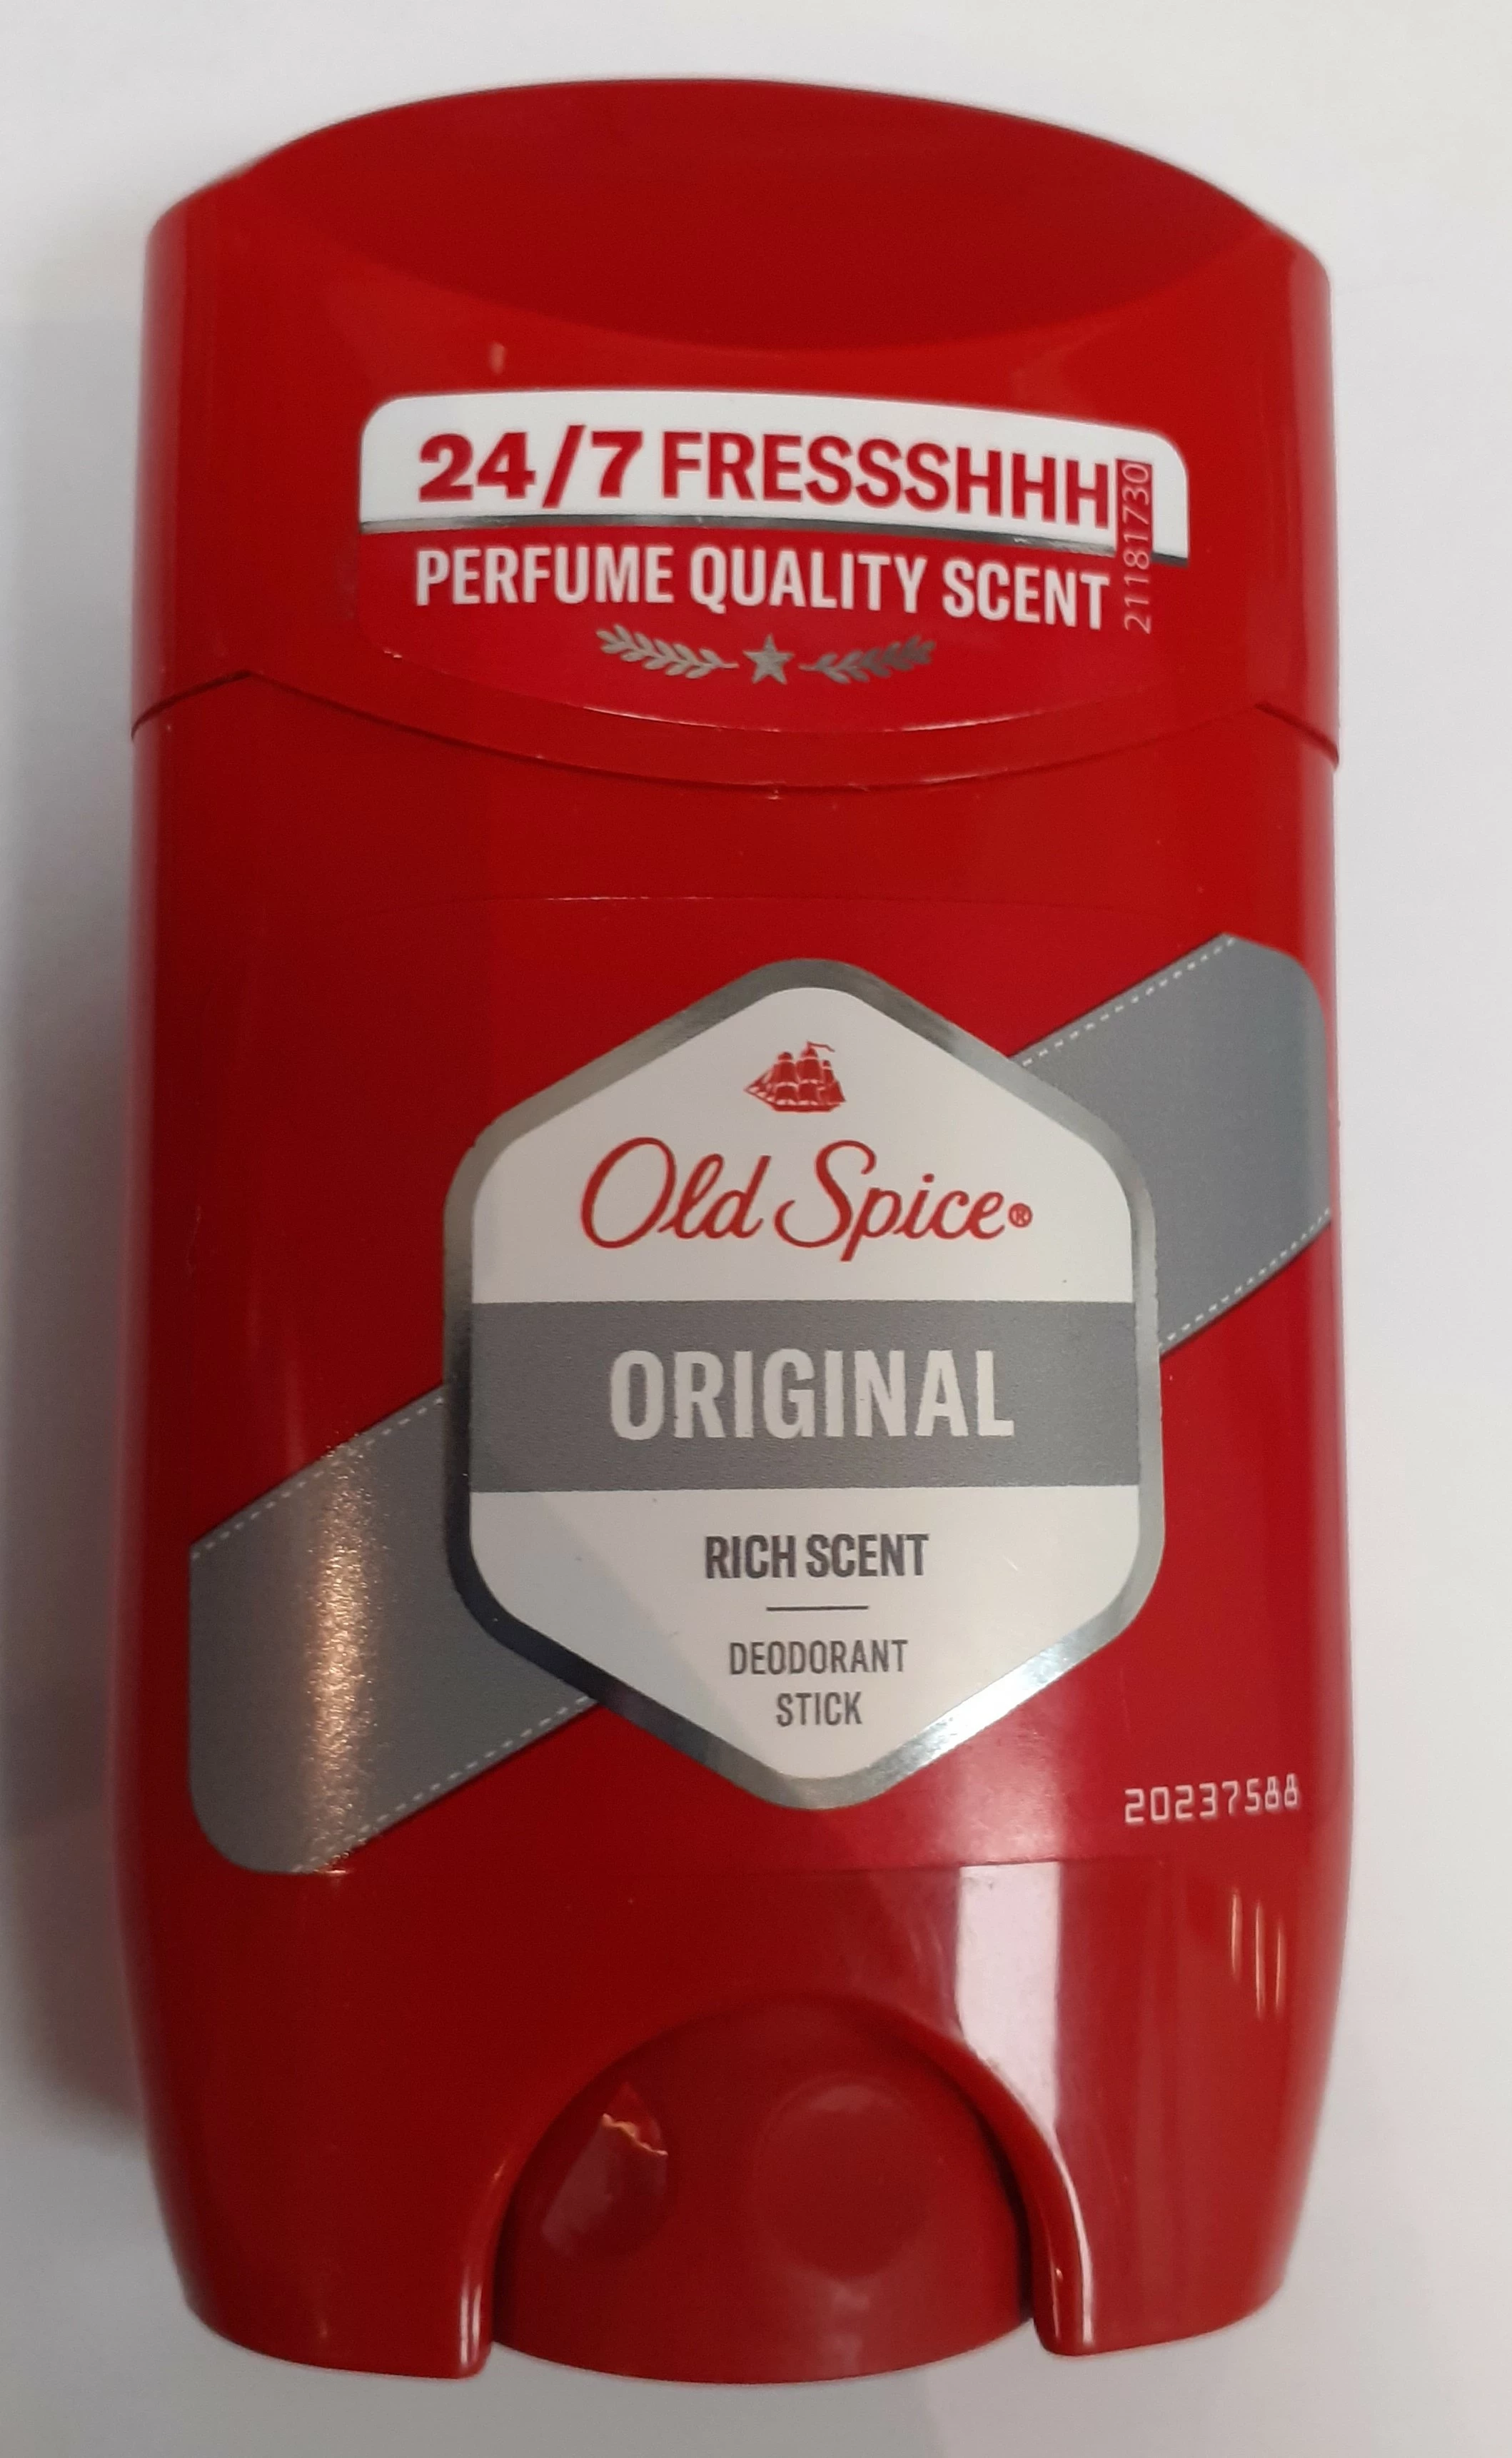 24/7 FRESSSHHH
PERFUME QUALITY SCENT
21181730
Old Spice®
ORIGINAL
RICH SCENT
DEODORANT
STICK
20237588